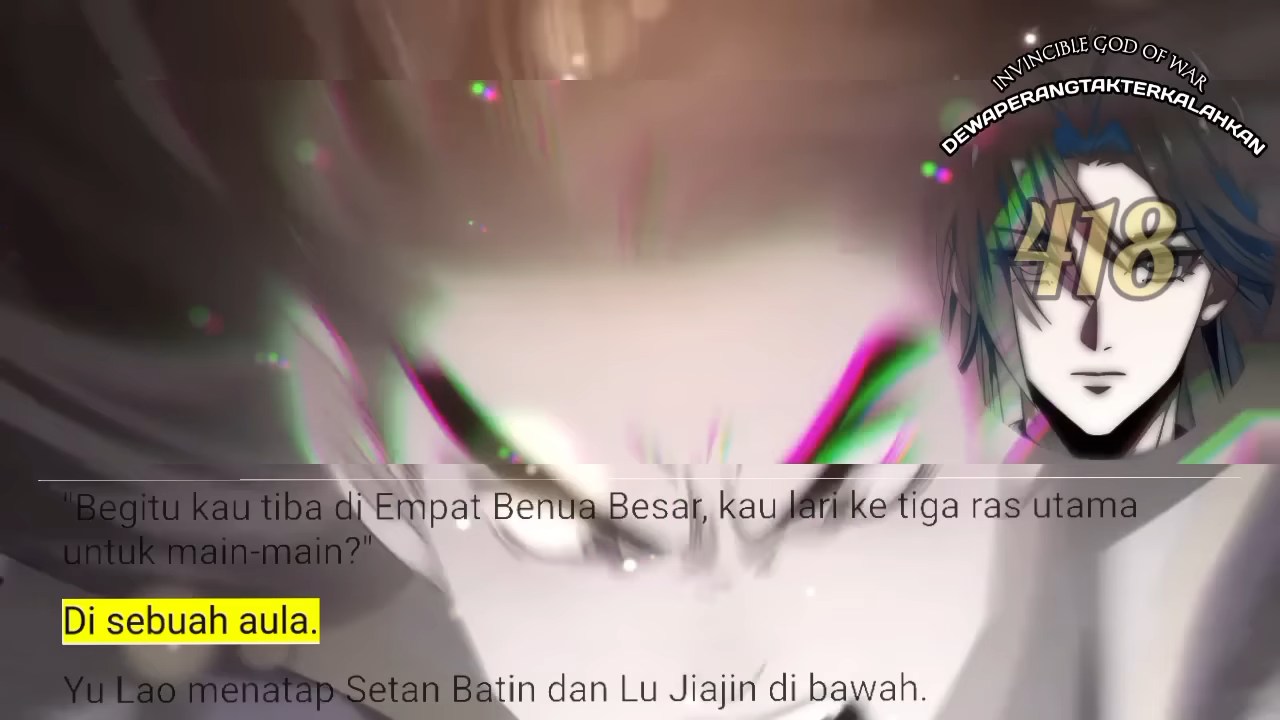 INVINCIBLE GOD OF WAR
DEWAPERANGTAKTERKALAHKAN
418
"Begitu kau tiba di Empat Benua Besar, kau lari ke tiga ras utama
untuk main-main?"
Di sebuah aula.
Yu Lao menatap Setan Batin dan Lu Jiajin di bawah.